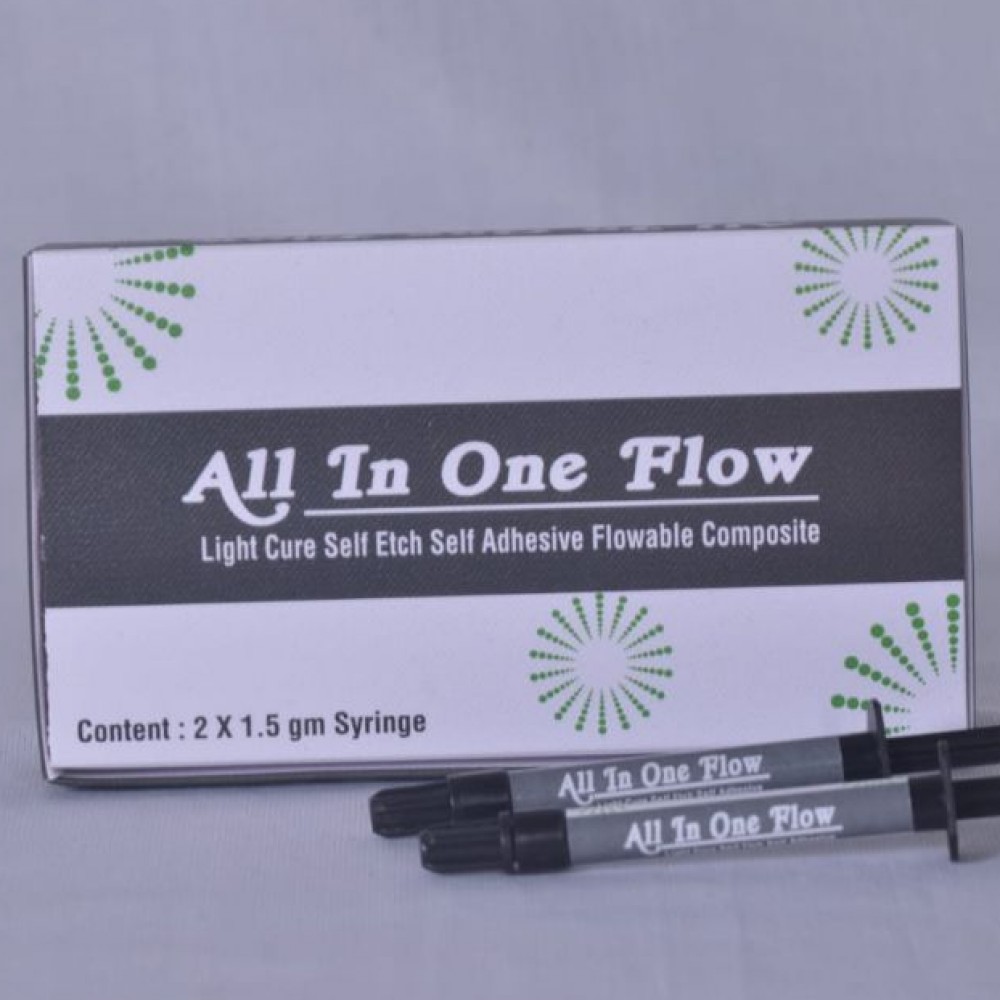 All In One Flow
Light Cure Self Etch Self Adhesive Flowable Composite
Content : 2 X 1.5 gm Syringe
All In One Flow
All In One Flow